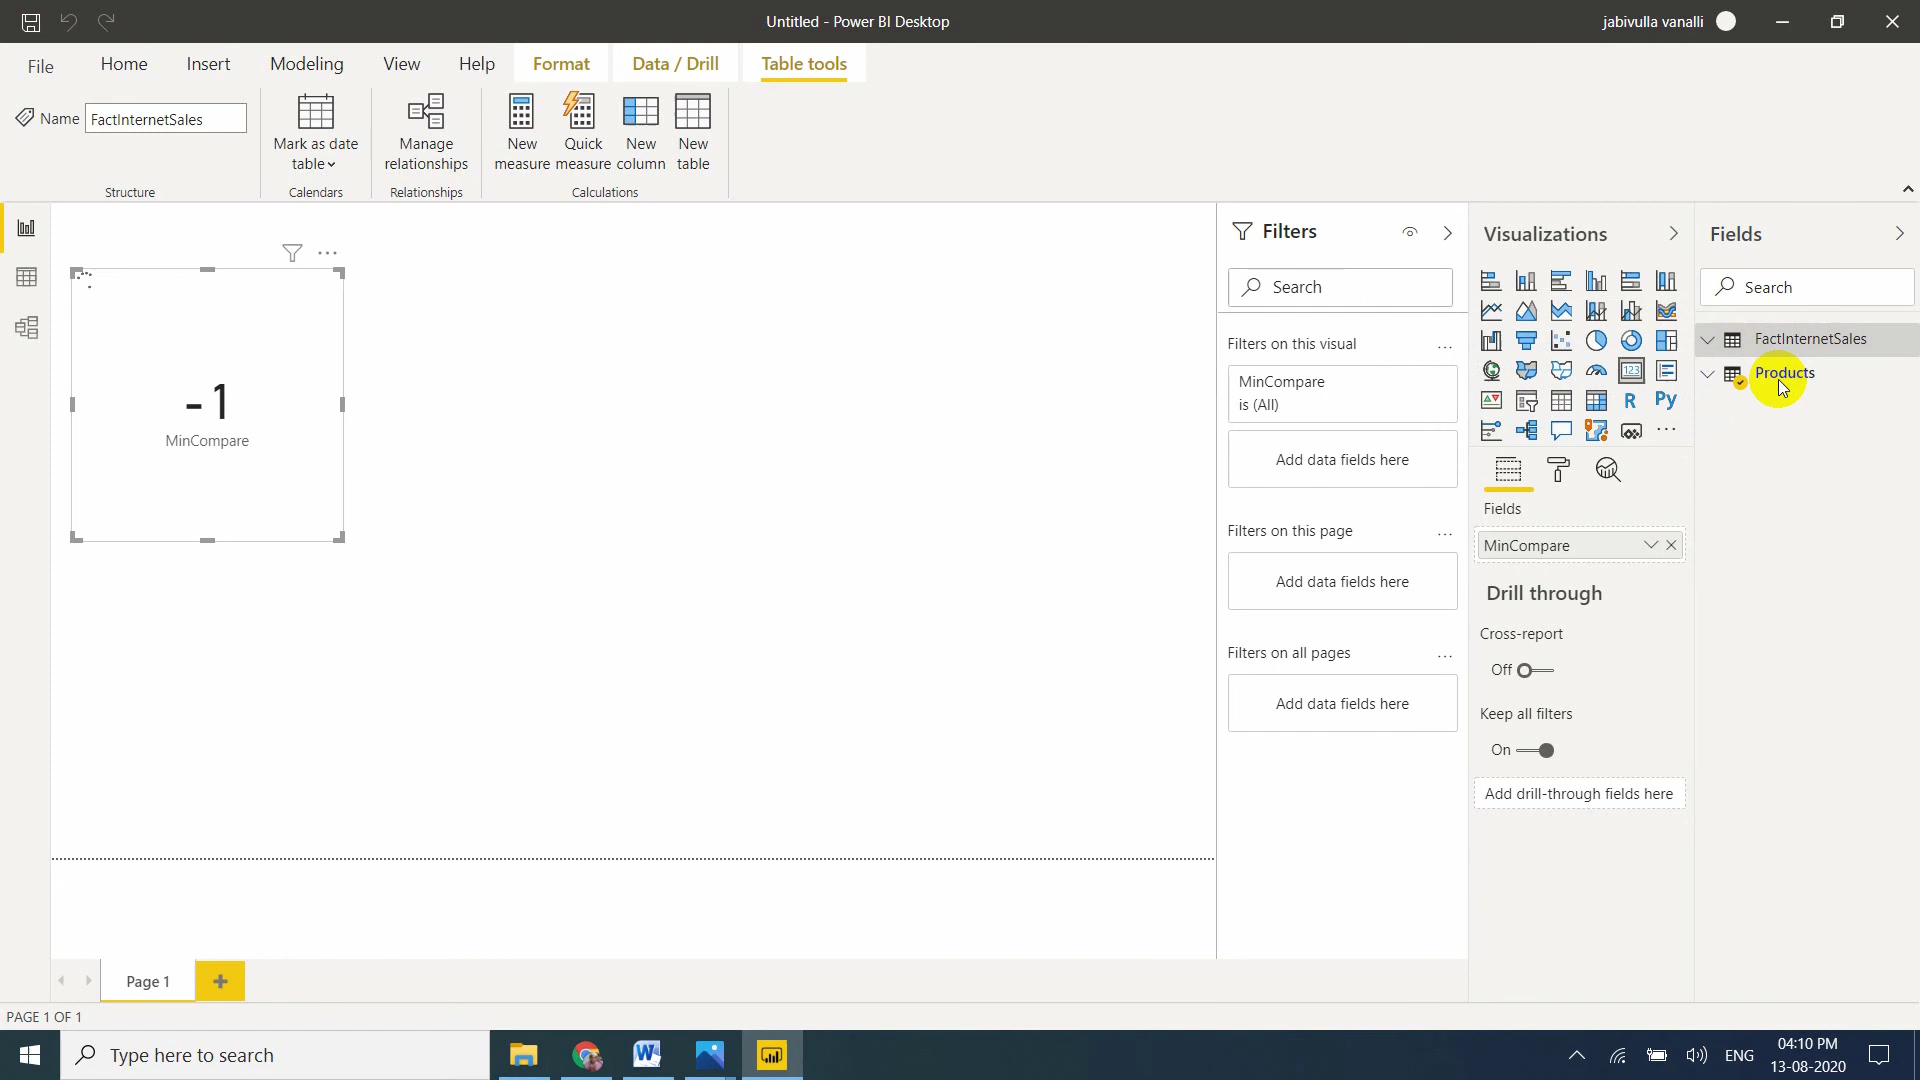 Untitled - Power BI Desktop
jabivulla vanalli
File
Home
Insert
Modeling
View
Help
Format
Data / Drill
Table tools
Name
FactInternetSales
Mark as date
table
Manage
relationships
New
measure
Quick
measure
New
column
New
table
Structure
Calendars
Relationships
Calculations
-1
MinCompare
Filters
Search
Filters on this visual
...
MinCompare
is (All)
Add data fields here
Filters on this page
...
Add data fields here
Filters on all pages
...
Add data fields here
Visualizations
123
R
Py
...
Fields
MinCompare
Drill through
Cross-report
Off
Keep all filters
On
Add drill-through fields here
Fields
Search
FactInternetSales
Products
Page 1
PAGE 1 OF 1
Type here to search
W
ENG
04:10 PM
13-08-2020